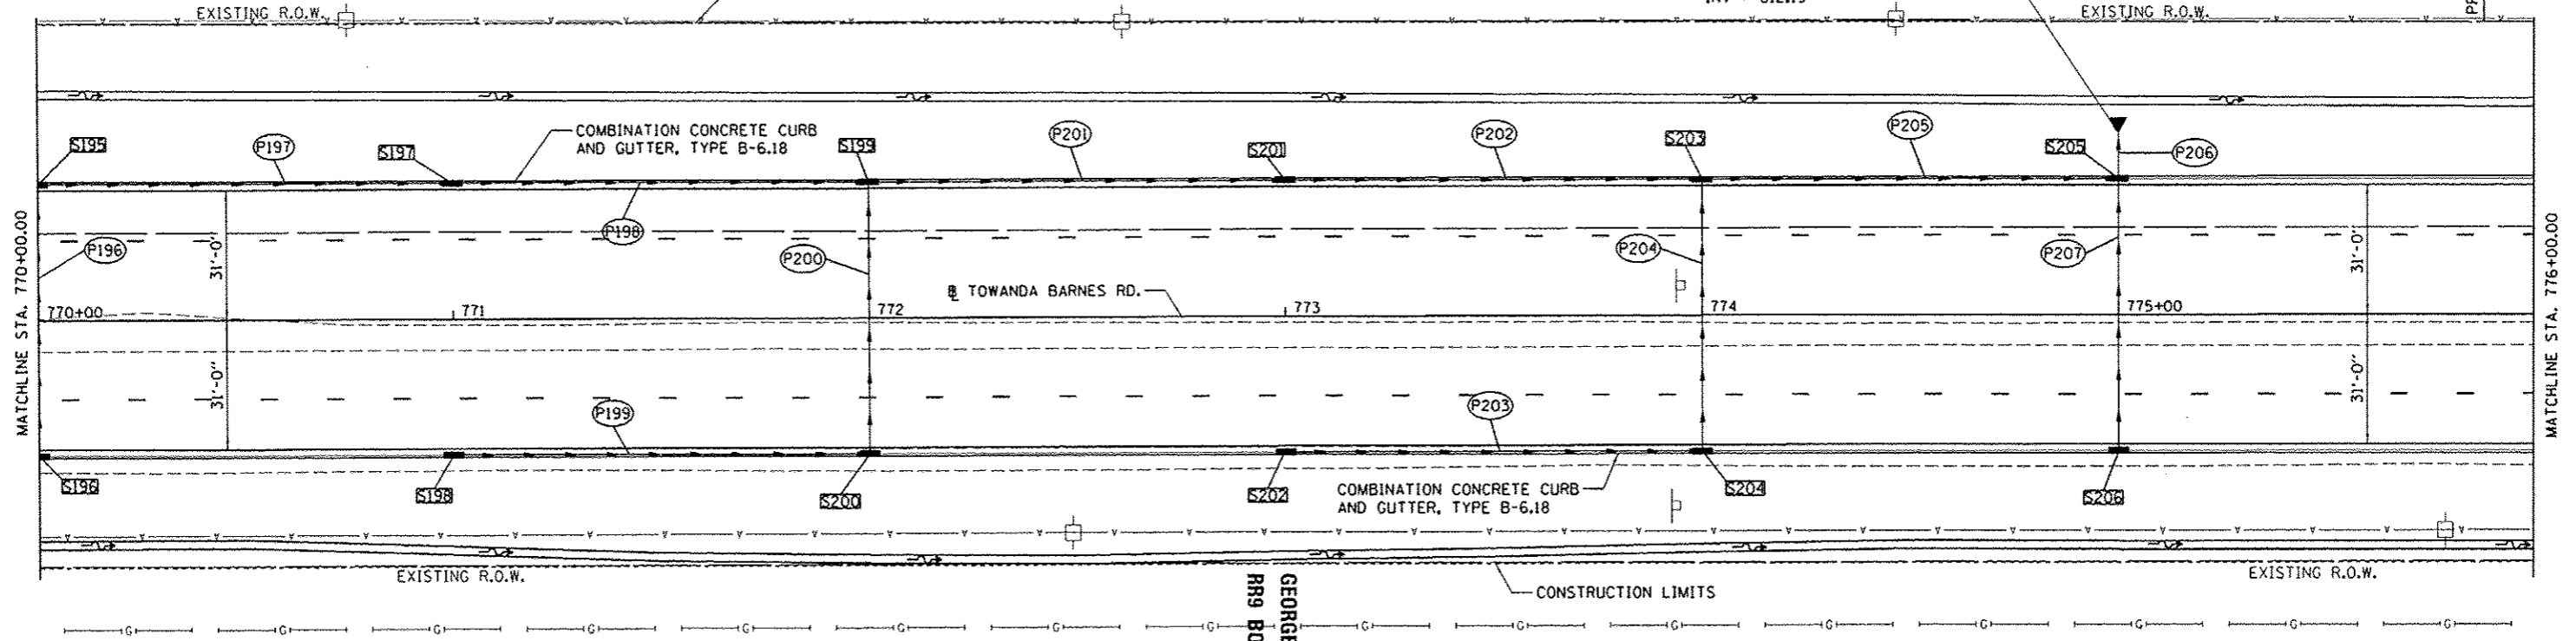 EXISTING R.O.W.
EXISTING R.O.W.
S195
P197
S197
COMBINATION CONCRETE CURB
AND GUTTER, TYPE B-6.18
S199
P201
S201
P202
S203
P205
S205
P206
P196
31'-0"
P198
P200
P204
P207
31'-0"
MATCHLINE STA. 770+00.00
MATCHLINE STA. 776+00.00
℄ TOWANDA BARNES RD.
770+00
771
772
773
774
775+00
31'-0"
P199
P203
31'-0"
S196
S198
S200
S202
COMBINATION CONCRETE CURB
AND GUTTER, TYPE B-6.18
S204
S206
EXISTING R.O.W.
GEORGE
RR9 BO
CONSTRUCTION LIMITS
EXISTING R.O.W.
G G G G G G G G G G G G G G G G